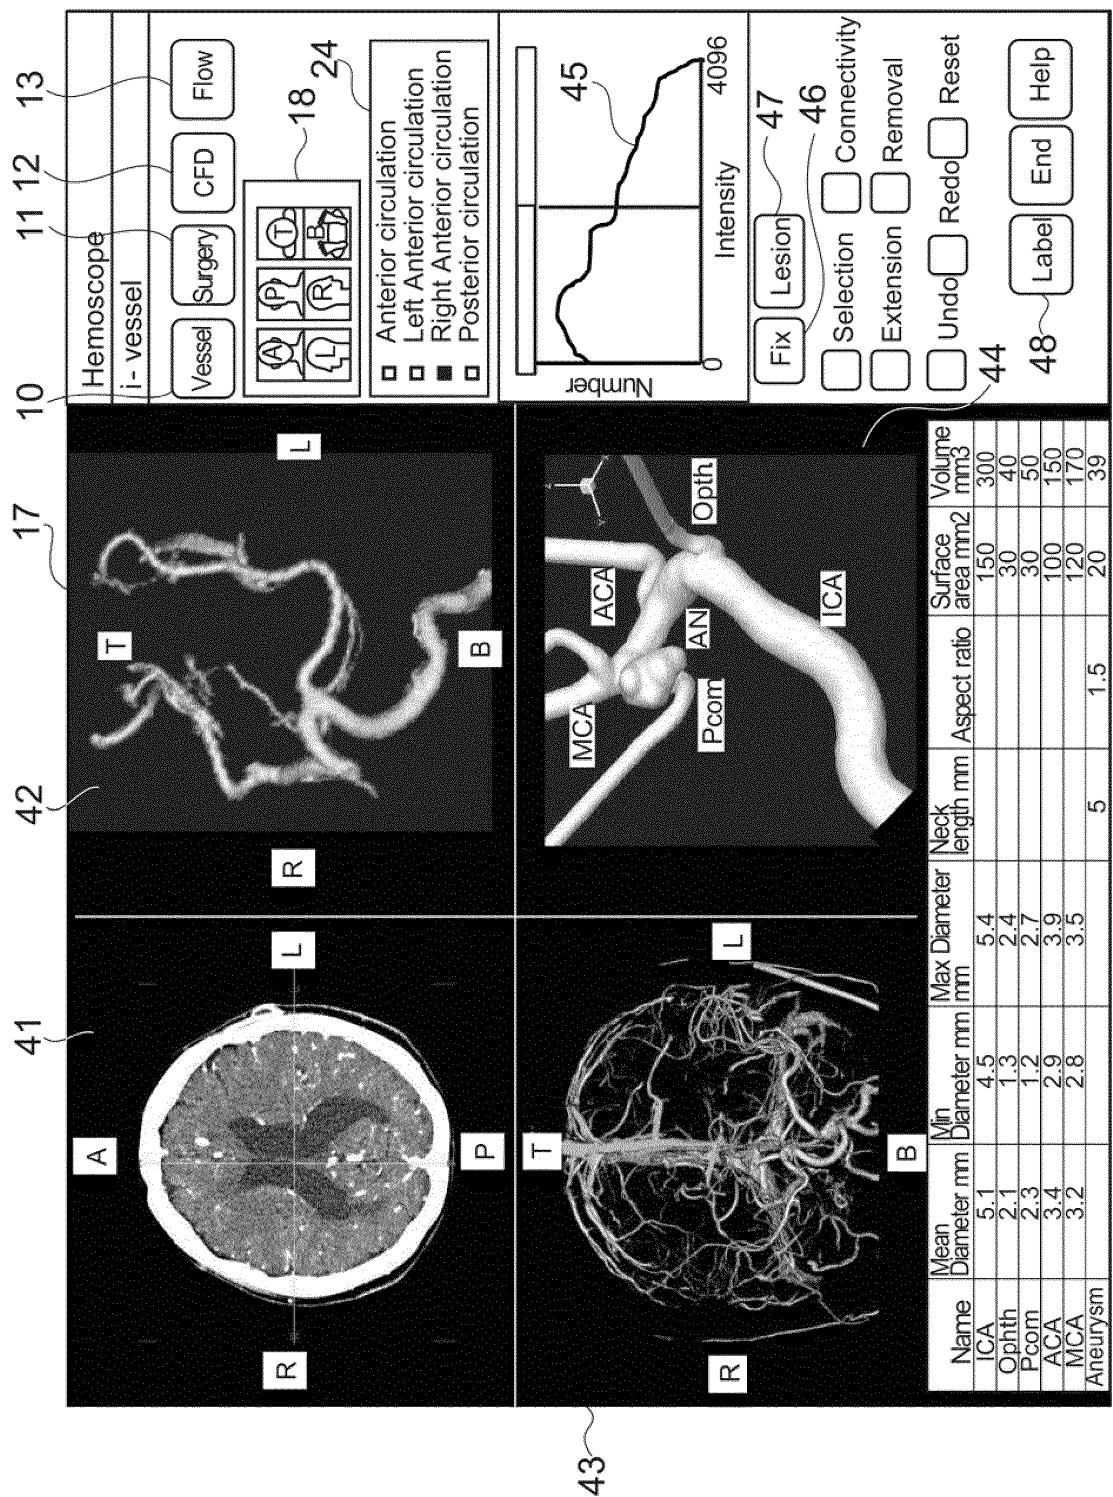 41
42
17
10
11
12
13
A
R
L
P
T
R
L
B
Hemoscope
i- vessel
Vessel
Surgery
CFD
Flow
18
A
P
T
L
R
B
24
Anterior circulation
Left Anterior circulation
Right Anterior circulation
Posterior circulation
43
T
R
L
B
MCA
ACA
Pcom
AN
Opth.
ICA
44
45
Number
0
Intensity
4096
Fix
Lesion
47
46
Selection
Connectivity
Extension
Removal
Undo
Redo
Reset
48
Label
End
Help
Name Mean Diameter mm Min Diameter mm Max Diameter mm Neck length mm Aspect ratio Surface area mm2 Volume mm3
ICA 5.1 4.5 5.4 150 300
Ophth 2.1 1.3 2.4 30 40
Pcom 2.3 1.2 2.7 30 50
ACA 3.4 2.9 3.9 100 150
MCA 3.2 2.8 3.5 120 170
Aneurysm 5 1.5 20 39